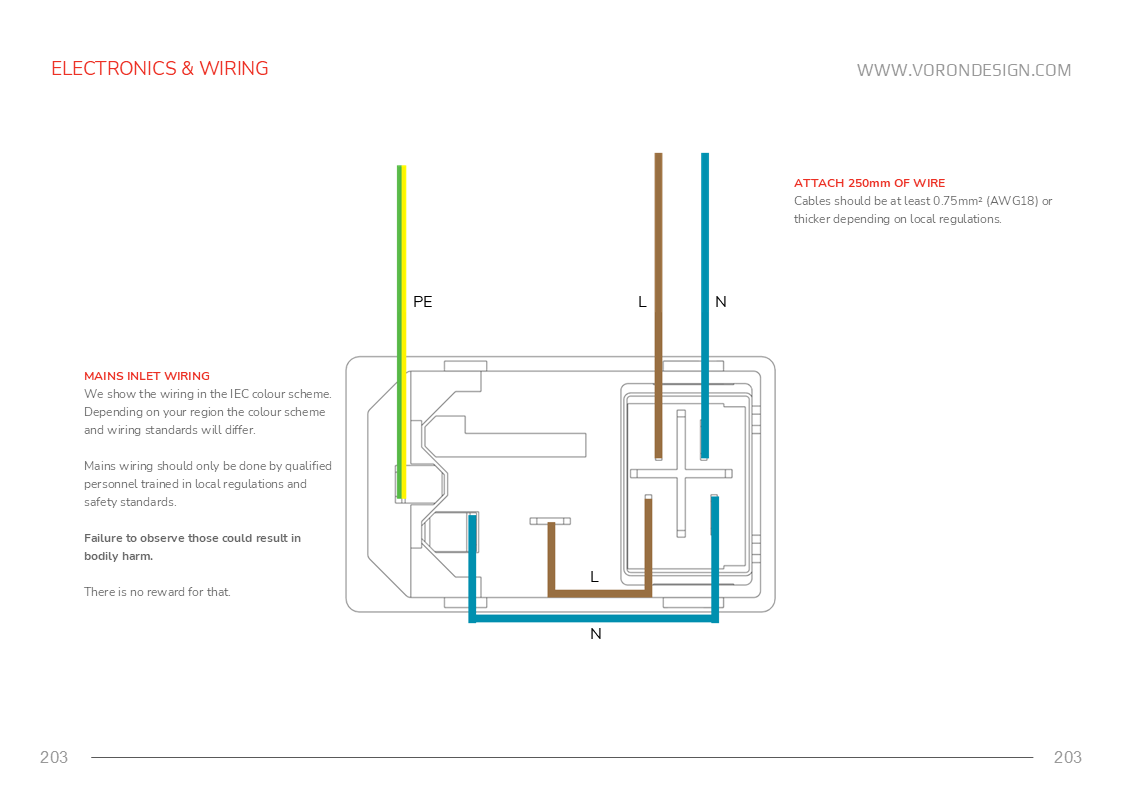 ELECTRONICS & WIRING
WWW.VORONDESIGN.COM
ATTACH 250mm OF WIRE
Cables should be at least 0.75mm² (AWG18) or
thicker depending on local regulations.
PE
L
N
MAINS INLET WIRING
We show the wiring in the IEC colour scheme.
Depending on your region the colour scheme
and wiring standards will differ.
Mains wiring should only be done by qualified
personnel trained in local regulations and
safety standards.
Failure to observe those could result in
bodily harm.
There is no reward for that.
L
N
203
203